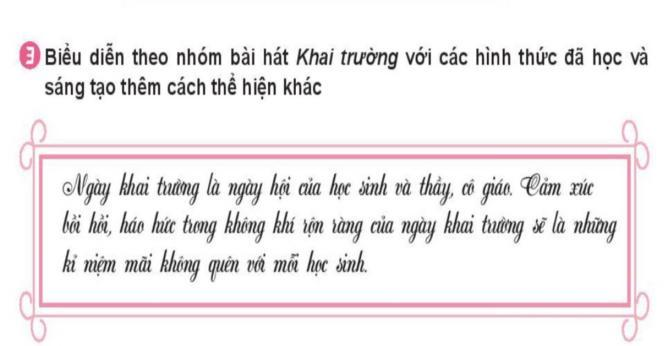 3 Biểu diễn theo nhóm bài hát Khai trường với các hình thức đã học và
sáng tạo thêm cách thể hiện khác
Ngày khai trường là ngày hội của học sinh và thầy, cô giáo. Cảm xúc
bồi hồi, háo hức trong không khí rộn ràng của ngày khai trường sẽ là những
kỉ niệm mãi không quên với mỗi học sinh.